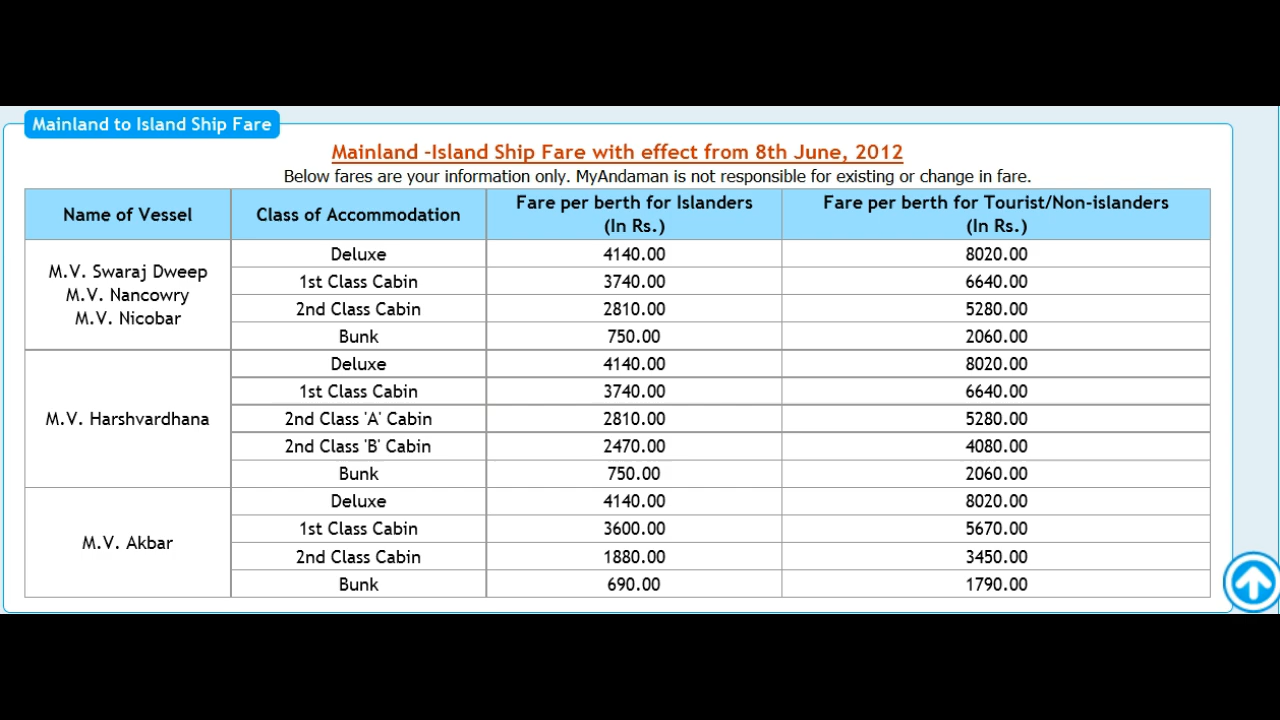 Mainland to Island Ship Fare
Mainland -Island Ship Fare with effect from 8th June, 2012
Below fares are your information only. MyAndaman is not responsible for existing or change in fare.
Name of Vessel Class of Accommodation Fare per berth for Islanders (In Rs.) Fare per berth for Tourist/Non-islanders (In Rs.)
M.V. Swaraj Dweep
M.V. Nancowry
M.V. Nicobar
Deluxe 4140.00 8020.00
1st Class Cabin 3740.00 6640.00
2nd Class Cabin 2810.00 5280.00
Bunk 750.00 2060.00
M.V. Harshvardhana
Deluxe 4140.00 8020.00
1st Class Cabin 3740.00 6640.00
2nd Class 'A' Cabin 2810.00 5280.00
2nd Class 'B' Cabin 2470.00 4080.00
Bunk 750.00 2060.00
M.V. Akbar
Deluxe 4140.00 8020.00
1st Class Cabin 3600.00 5670.00
2nd Class Cabin 1880.00 3450.00
Bunk 690.00 1790.00